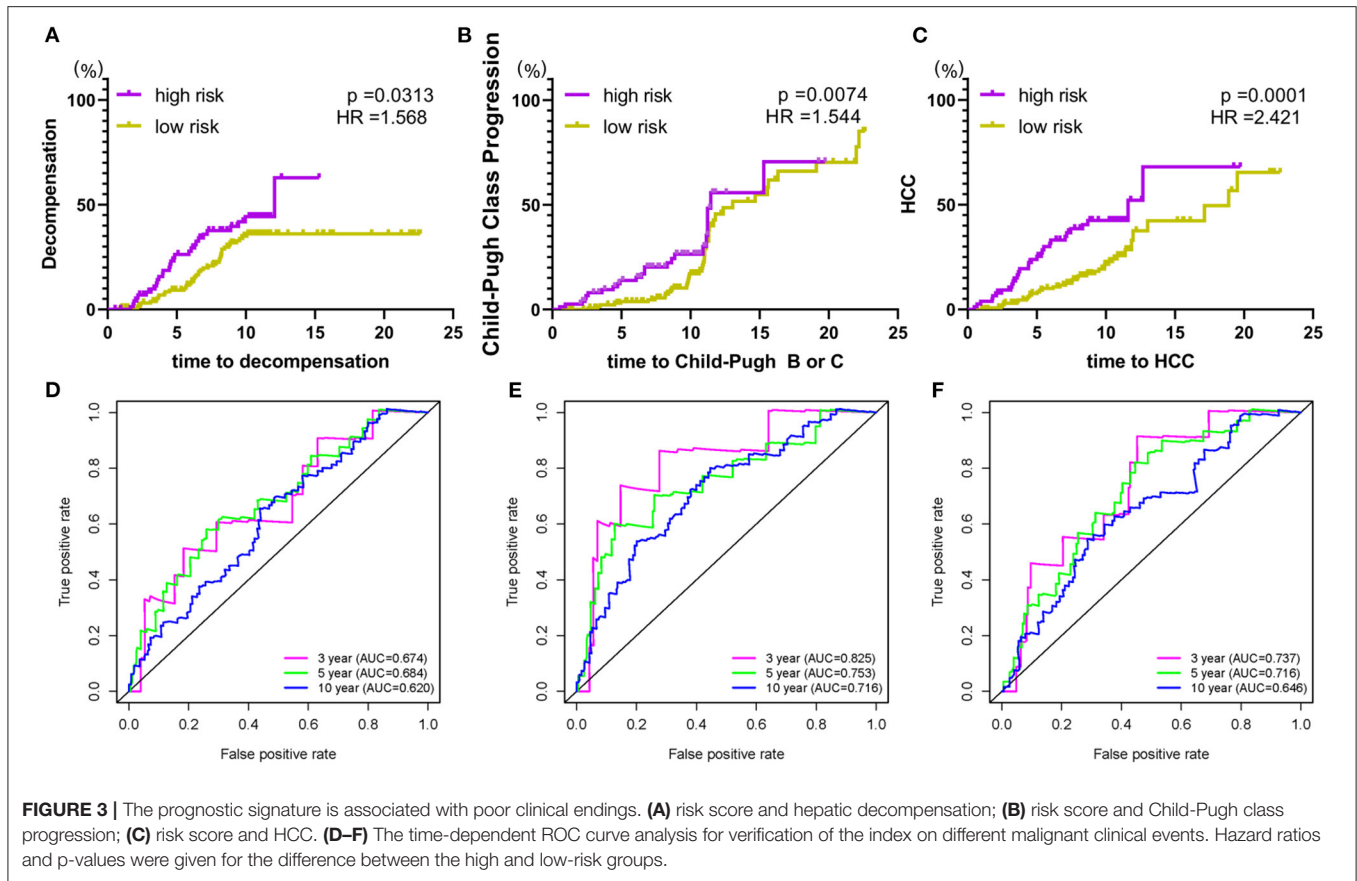 A
(%)
100
50
0
Decompensation
high risk
low risk
p =0.0313
HR =1.568
0 5 10 15 20 25
time to decompensation
B
(%)
100
50
0
Child-Pugh Class Progression
high risk
low risk
p =0.0074
HR =1.544
0 5 10 15 20 25
time to Child-Pugh B or C
C
(%)
100
50
0
HCC
high risk
low risk
p =0.0001
HR =2.421
0 5 10 15 20 25
time to HCC
D
1.0
0.8
0.6
0.4
0.2
0.0
True positive rate
3 year (AUC=0.674)
5 year (AUC=0.684)
10 year (AUC=0.620)
0.0 0.2 0.4 0.6 0.8 1.0
False positive rate
E
1.0
0.8
0.6
0.4
0.2
0.0
True positive rate
3 year (AUC=0.825)
5 year (AUC=0.753)
10 year (AUC=0.716)
0.0 0.2 0.4 0.6 0.8 1.0
False positive rate
F
1.0
0.8
0.6
0.4
0.2
0.0
True positive rate
3 year (AUC=0.737)
5 year (AUC=0.716)
10 year (AUC=0.646)
0.0 0.2 0.4 0.6 0.8 1.0
False positive rate
FIGURE 3 | The prognostic signature is associated with poor clinical endings. (A) risk score and hepatic decompensation; (B) risk score and Child-Pugh class
progression; (C) risk score and HCC. (D–F) The time-dependent ROC curve analysis for verification of the index on different malignant clinical events. Hazard ratios
and p-values were given for the difference between the high and low-risk groups.